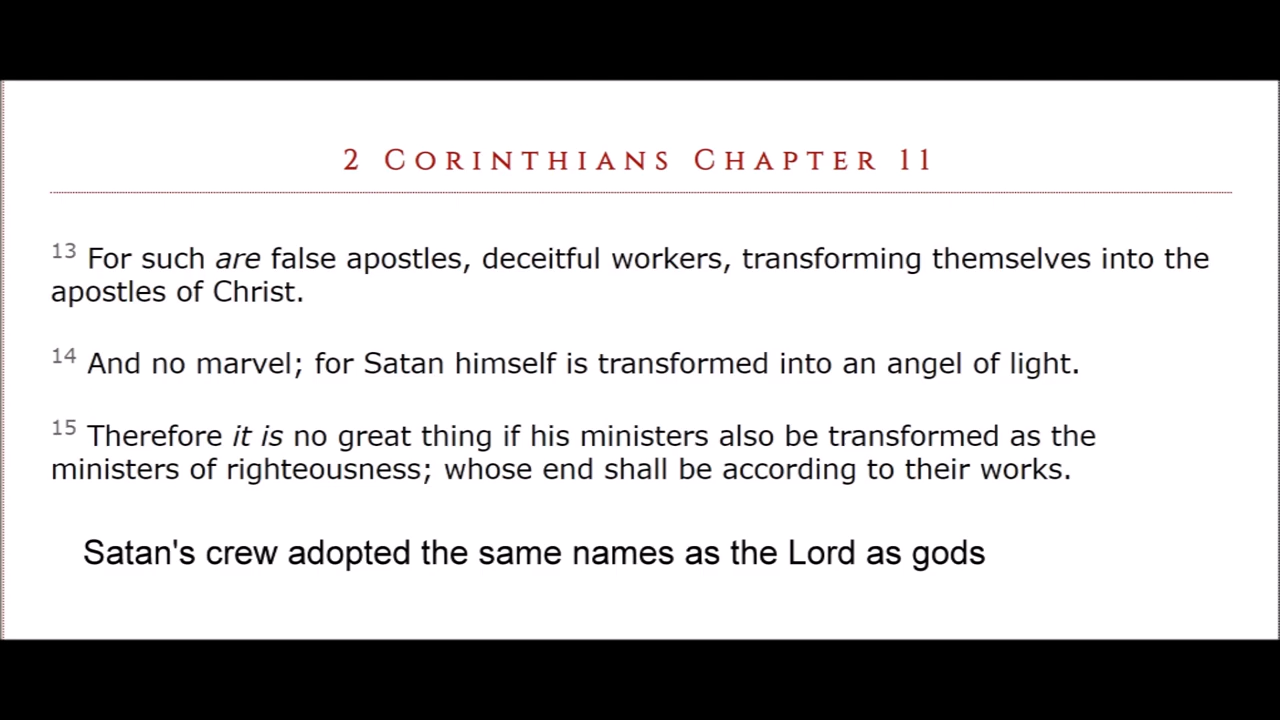 2 Corinthians Chapter 11
13 For such are false apostles, deceitful workers, transforming themselves into the
apostles of Christ.
14 And no marvel; for Satan himself is transformed into an angel of light.
15 Therefore it is no great thing if his ministers also be transformed as the
ministers of righteousness; whose end shall be according to their works.
Satan's crew adopted the same names as the Lord as gods